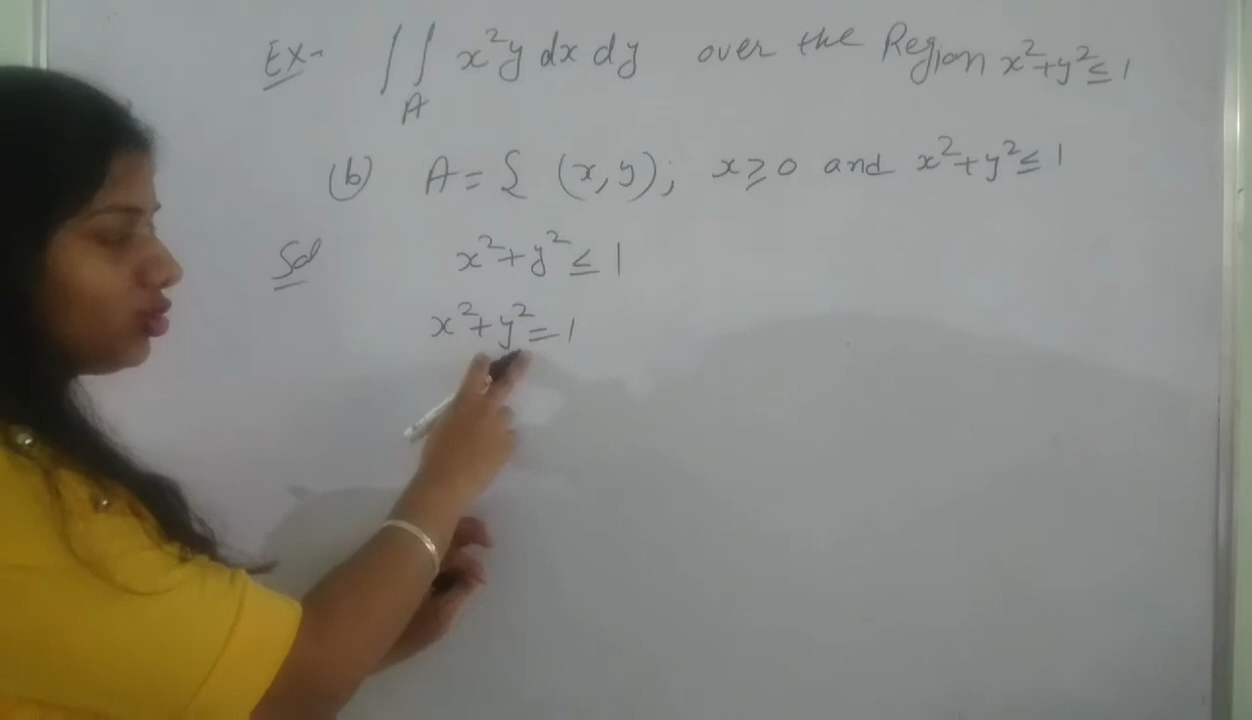 Ex- ∬ x²y dx dy over the Region x²+y² ≤ 1
A
(b) A = { (x, y); x ≥ 0 and x²+y² ≤ 1
Sol x²+y² ≤ 1
x²+y² = 1